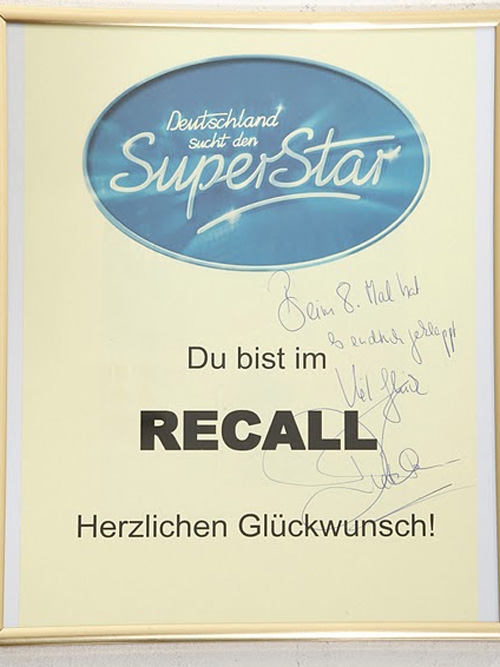 Deutschland
sucht den
SuperStar
Beim 8. Mal hat
es endlich geklappt
Viel Glück
Du bist im
RECALL
Herzlichen Glückwunsch!